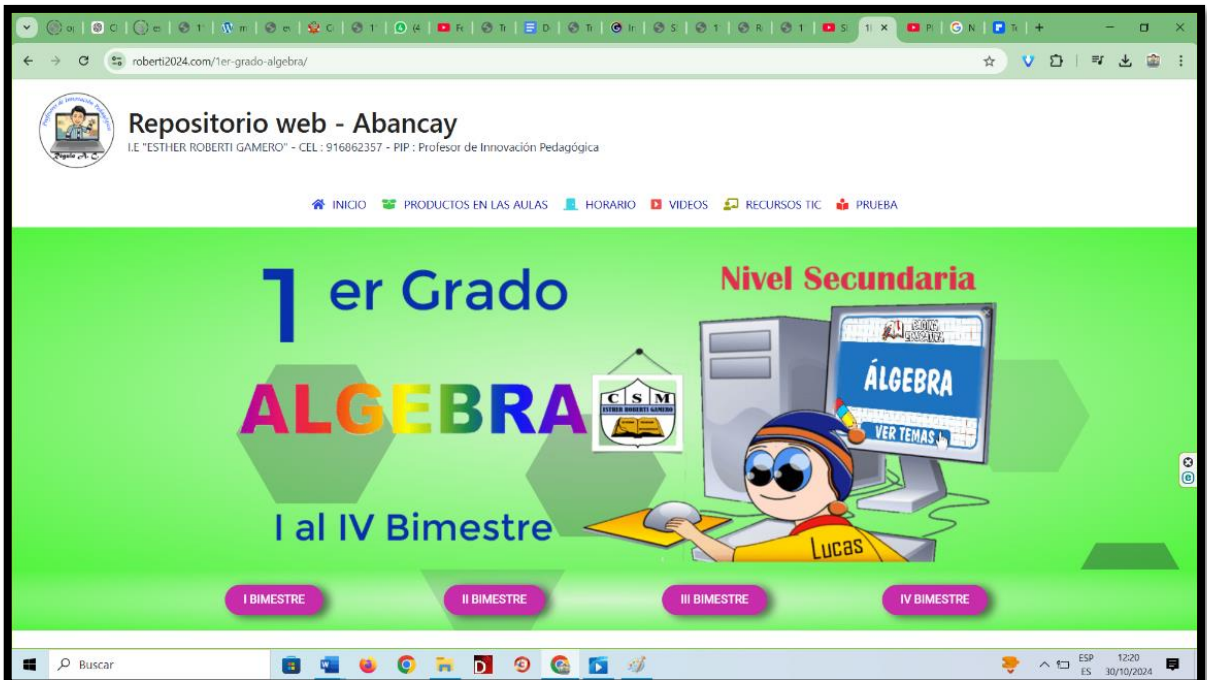 roberti2024.com/1er-grado-algebra/
Repositorio web - Abancay
I.E "ESTHER ROBERTI GAMERO" - CEL : 916862357 - PIP : Profesor de Innovación Pedagógica
INICIO PRODUCTOS EN LAS AULAS HORARIO VIDEOS RECURSOS TIC PRUEBA
1 er Grado
Nivel Secundaria
ÁLGEBRA
VER TEMAS
ALGEBRA
C S M
ESTHER ROBERTI GAMERO
I al IV Bimestre
Lucas
I BIMESTRE II BIMESTRE III BIMESTRE IV BIMESTRE
Buscar
ESP 12:20
ES 30/10/2024